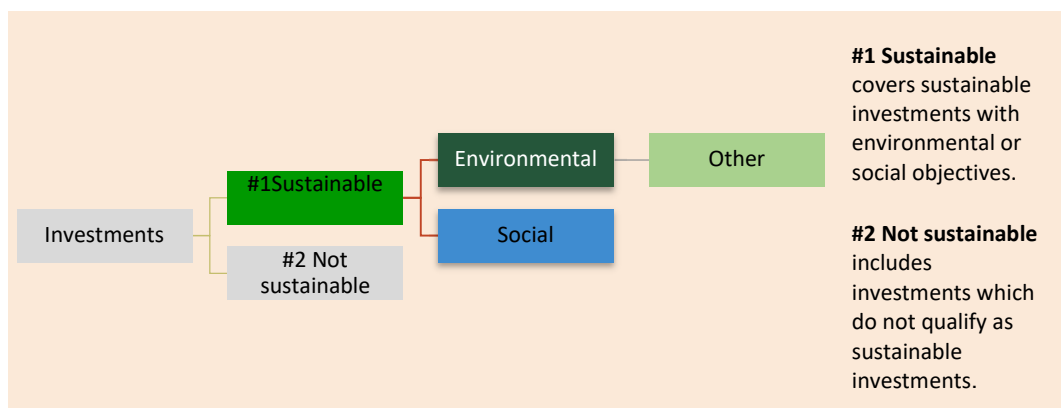 Investments
#1Sustainable
#2 Not
sustainable
Environmental
Social
Other
#1 Sustainable
covers sustainable
investments with
environmental or
social objectives.
#2 Not sustainable
includes
investments which
do not qualify as
sustainable
investments.